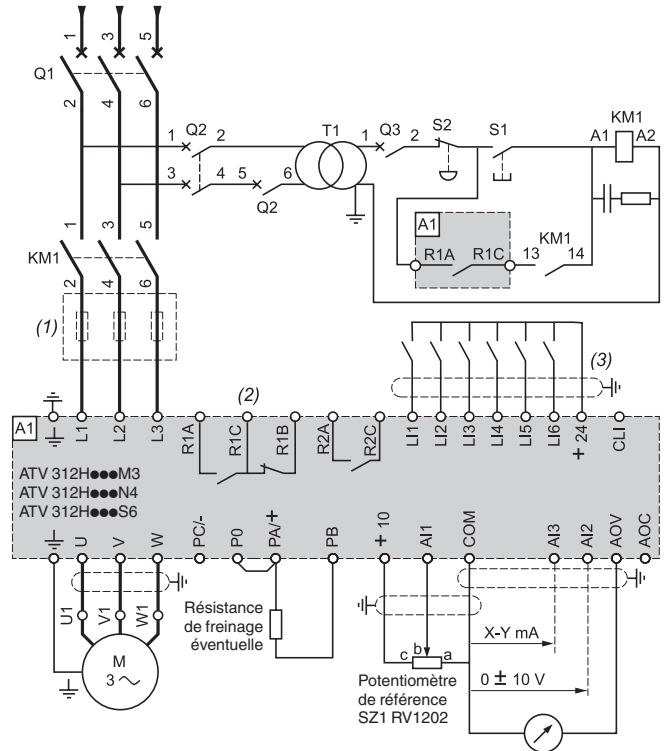 1 3 5
Q1
2 4 6
1 Q2 2
3 4 5 6
Q2
T1
1 Q3 2
S2
S1
KM1
A1 A2
1 3 5
KM1
2 4 6
A1
R1A R1C
KM1
13 14
(1)
(2)
(3)
A1
L1 L2 L3 R1A R1C R1B R2A R2C LI1 LI2 LI3 LI4 LI5 LI6 + 24 CLI
ATV 312H●●●M3
ATV 312H●●●N4
ATV 312H●●●S6
U V W PC/- P0 PA/+ PB + 10 AI1 COM AI3 AI2 AOV AOC
U1 V1 W1
M
3 ~
Résistance
de freinage
éventuelle
c b a
Potentiomètre
de référence
SZ1 RV1202
X-Y mA
0 ± 10 V